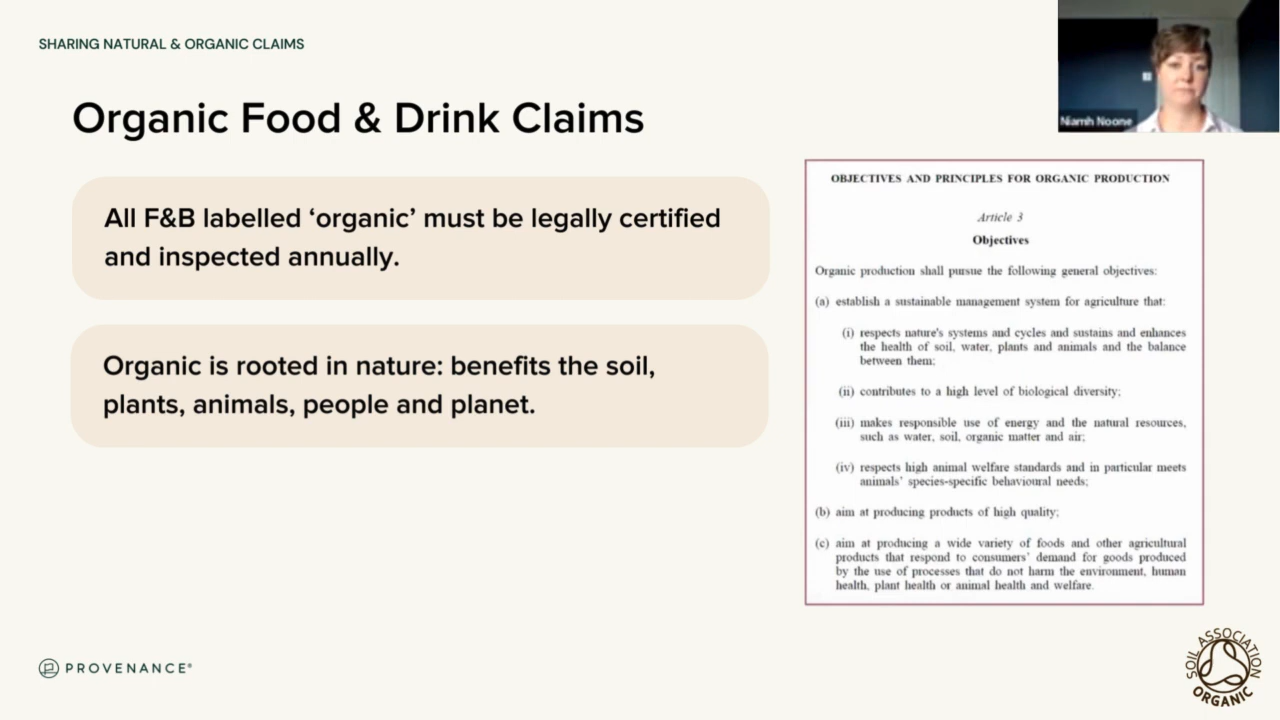 SHARING NATURAL & ORGANIC CLAIMS
Organic Food & Drink Claims
All F&B labelled ‘organic’ must be legally certified
and inspected annually.
Organic is rooted in nature: benefits the soil,
plants, animals, people and planet.
Niamh Noone
OBJECTIVES AND PRINCIPLES FOR ORGANIC PRODUCTION
Article 3
Objectives
Organic production shall pursue the following general objectives:
(a) establish a sustainable management system for agriculture that:
(i) respects nature's systems and cycles and sustains and enhances
the health of soil, water, plants and animals and the balance
between them;
(ii) contributes to a high level of biological diversity;
(iii) makes responsible use of energy and the natural resources,
such as water, soil, organic matter and air;
(iv) respects high animal welfare standards and in particular meets
animals’ species-specific behavioural needs;
(b) aim at producing products of high quality;
(c) aim at producing a wide variety of foods and other agricultural
products that respond to consumers’ demand for goods produced
by the use of processes that do not harm the environment, human
health, plant health or animal health and welfare.
PROVENANCE®
SOIL ASSOCIATION
ORGANIC